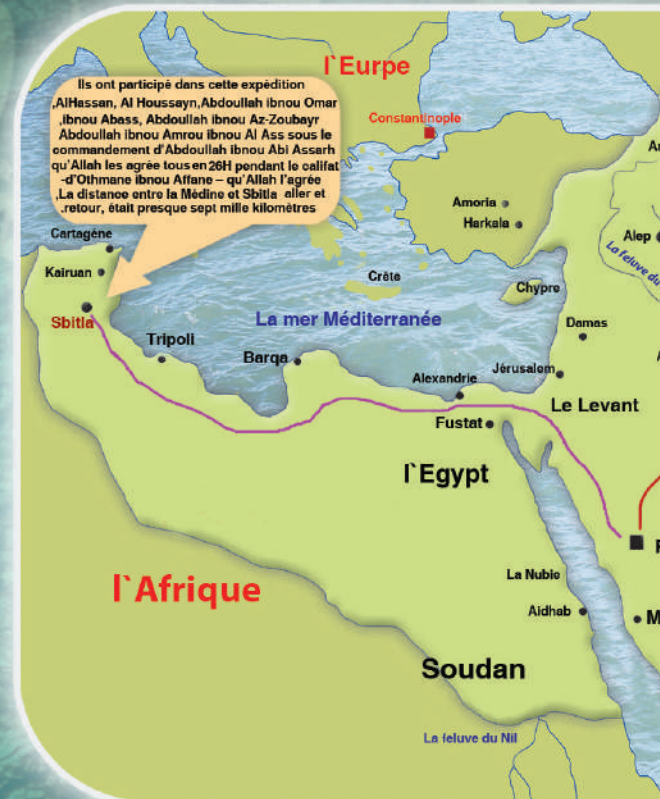 l`Eurpe
Ils ont participé dans cette expédition
,AlHassan, Al Houssayn,Abdoullah ibnou Omar
,ibnou Abass, Abdoullah ibnou Az-Zoubayr
Abdoullah ibnou Amrou ibnou Al Ass sous le
commandement d'Abdoullah ibnou Abi Assarh
qu'Allah les agrée tous en 26H pendant le califat
-d'Othmane ibnou Affane – qu'Allah l'agrée
,La distance entre la Médine et Sbitla aller et
.retour, était presque sept mille kilomètres
Constantinople
Amoria
Harkala
Alep
La feluve du
Cartagéne
Kairuan
Sbitla
Crête
Chypre
La mer Méditerranée
Tripoli
Barqa
Damas
Jérusalem
Alexandrie
Le Levant
Fustat
l`Egypt
l`Afrique
La Nubie
Aidhab
M
Soudan
La feluve du Nil